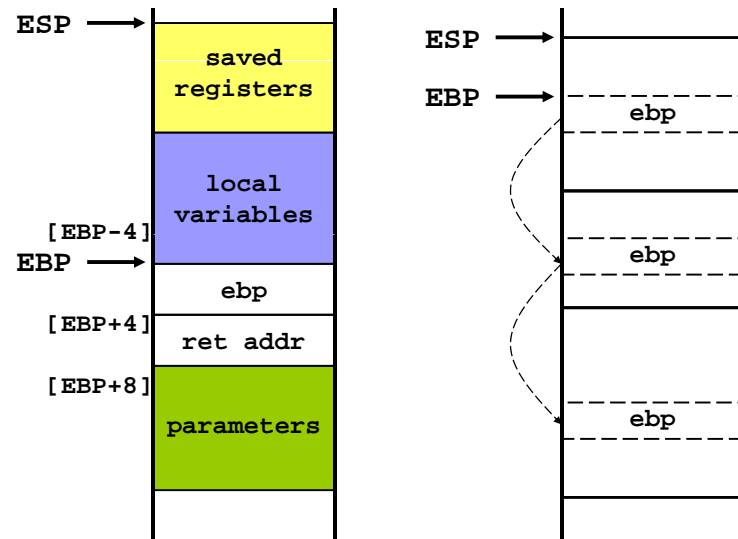 ESP
saved
registers
local
variables
[EBP-4]
EBP
ebp
[EBP+4]
ret addr
[EBP+8]
parameters
ESP
EBP
ebp
ebp
ebp